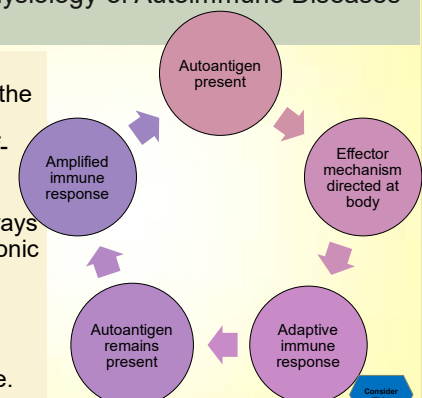 ysiology of Autoimmune Diseases
the
-
ays
onic
e.
Autoantigen
present
Effector
mechanism
directed at
body
Adaptive
immune
response
Autoantigen
remains
present
Amplified
immune
response
Consider